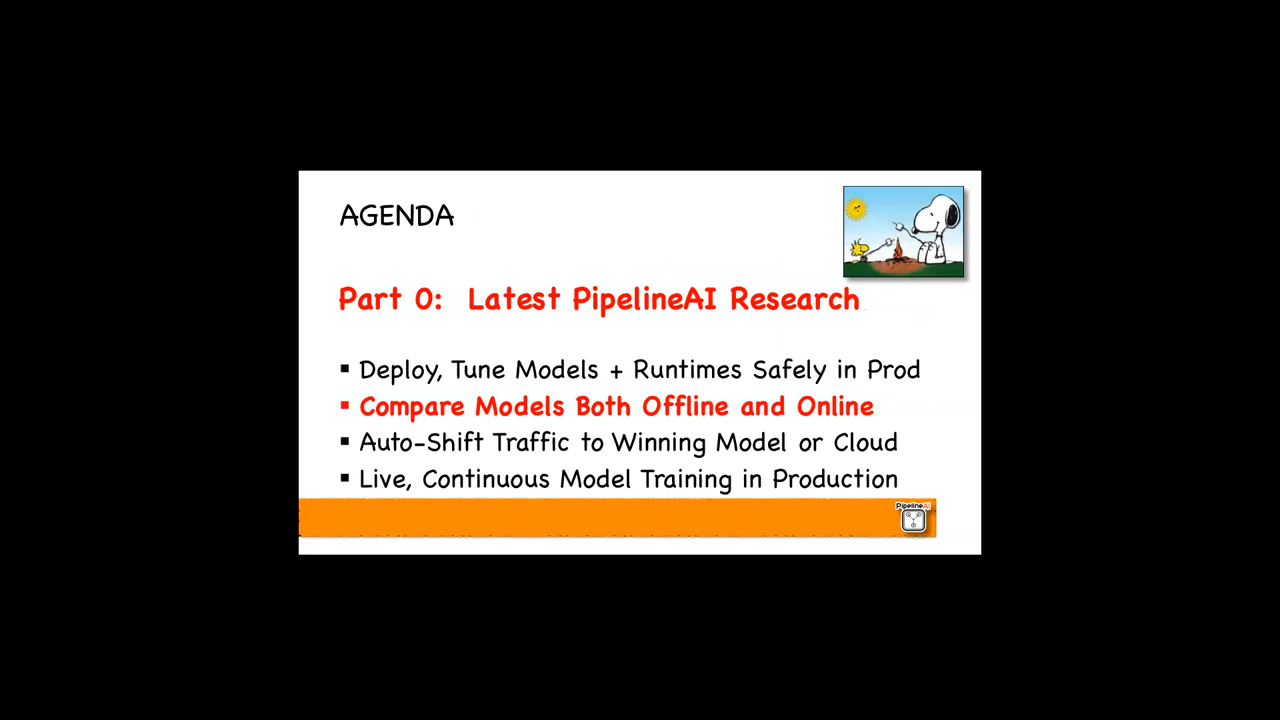 AGENDA
Part 0: Latest PipelineAI Research
▪ Deploy, Tune Models + Runtimes Safely in Prod
▪ Compare Models Both Offline and Online
▪ Auto-Shift Traffic to Winning Model or Cloud
▪ Live, Continuous Model Training in Production
PipelineAI